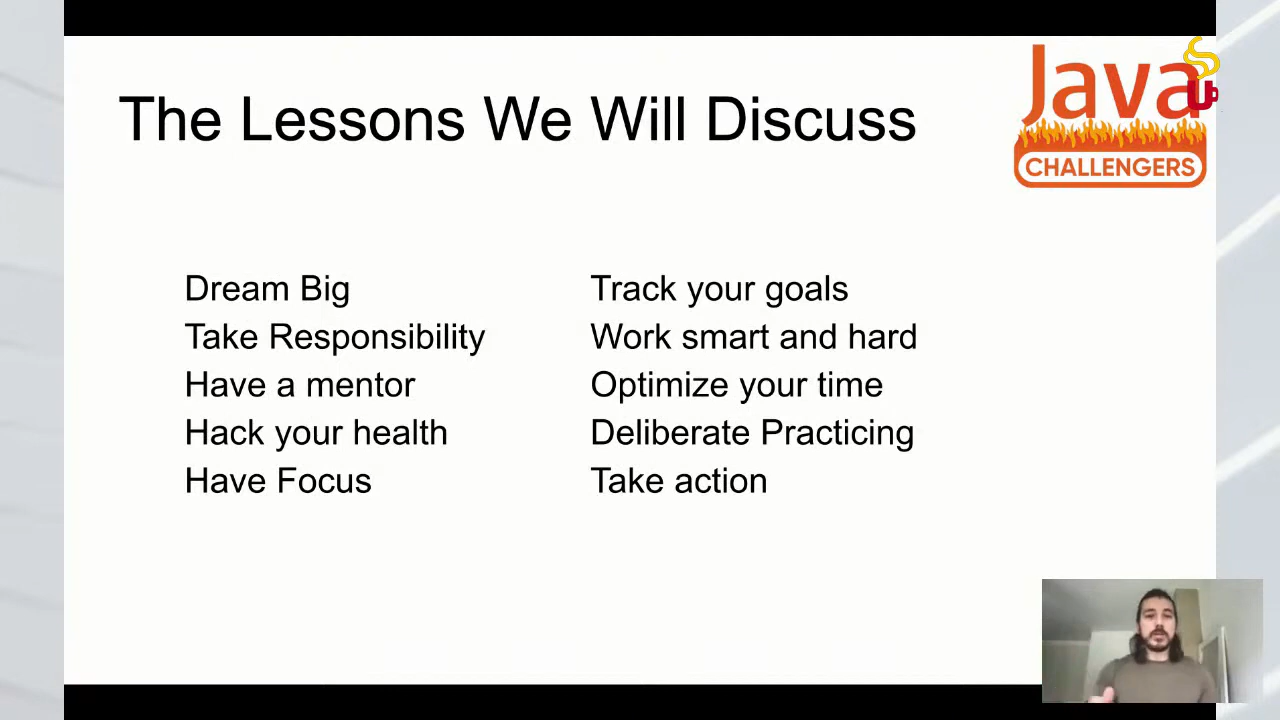 The Lessons We Will Discuss
Java
CHALLENGERS
Dream Big
Take Responsibility
Have a mentor
Hack your health
Have Focus
Track your goals
Work smart and hard
Optimize your time
Deliberate Practicing
Take action